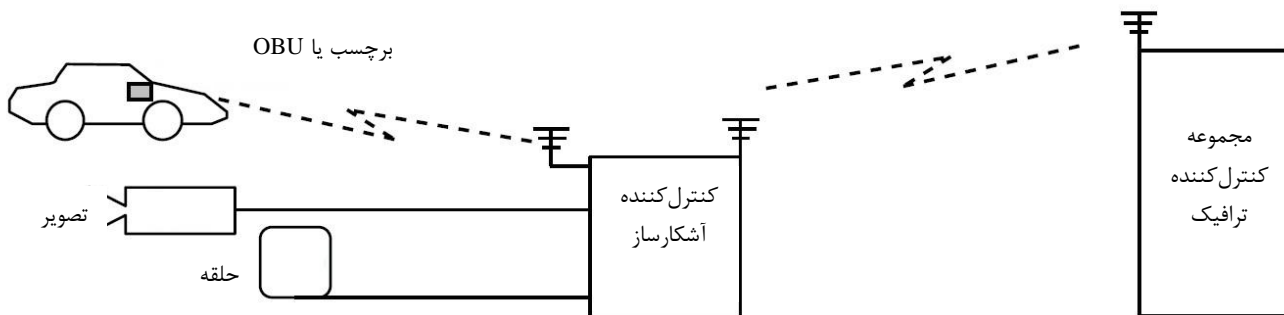 برچسب یا OBU
تصویر
حلقه
کنترل‌کننده
آشکارساز
مجموعه
کنترل‌کننده
ترافیک